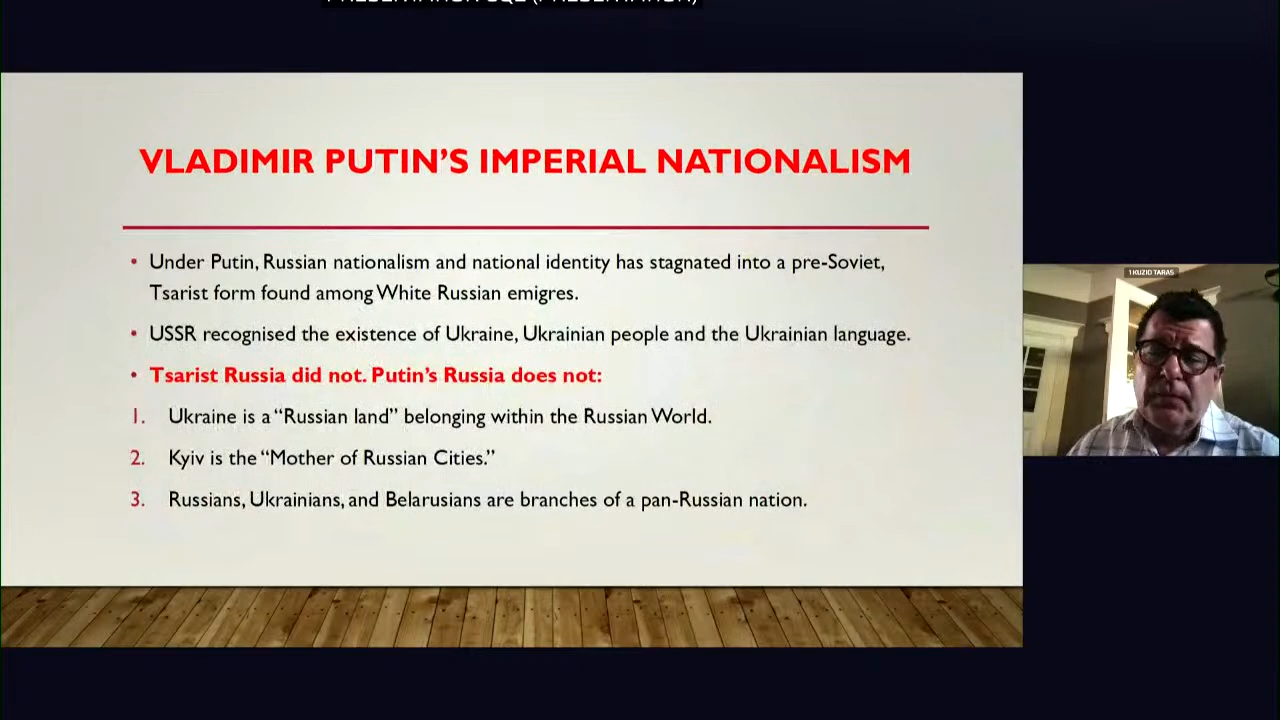 VLADIMIR PUTIN'S IMPERIAL NATIONALISM
• Under Putin, Russian nationalism and national identity has stagnated into a pre-Soviet,
Tsarist form found among White Russian emigres.
• USSR recognised the existence of Ukraine, Ukrainian people and the Ukrainian language.
• Tsarist Russia did not. Putin's Russia does not:
1. Ukraine is a "Russian land" belonging within the Russian World.
2. Kyiv is the "Mother of Russian Cities."
3. Russians, Ukrainians, and Belarusians are branches of a pan-Russian nation.
1 KUZIO TARAS